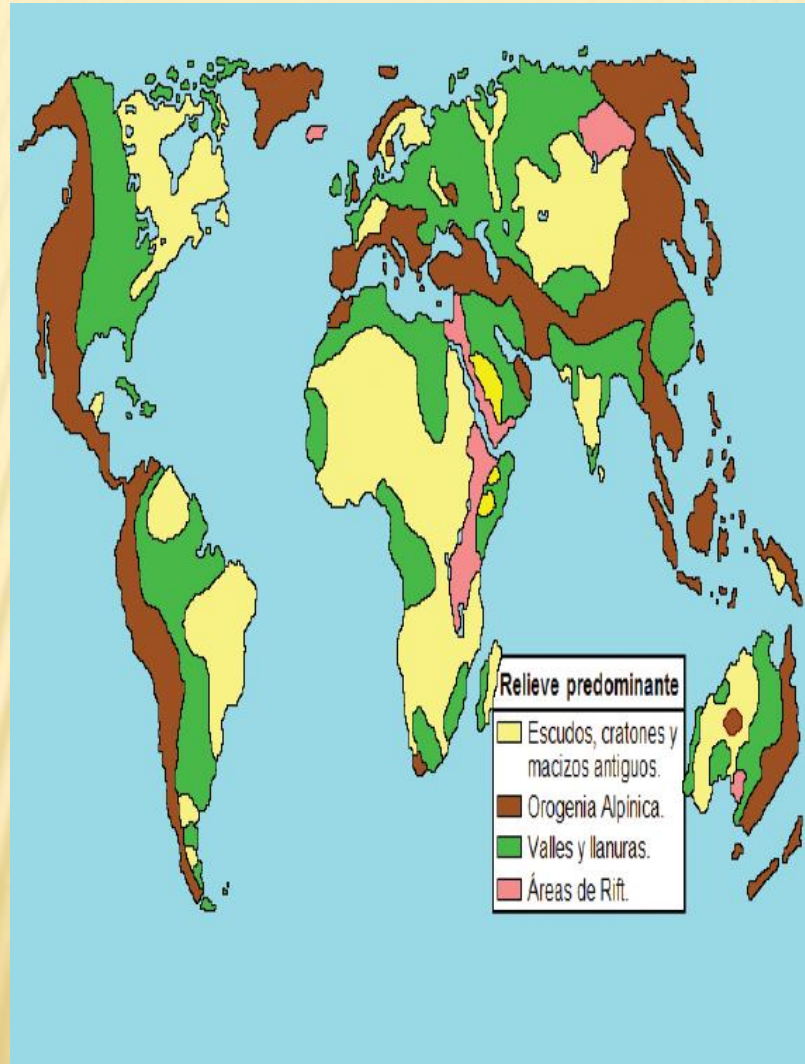 Relieve predominante
Escudos, cratones y
macizos antiguos.
Orogenia Alpínica.
Valles y llanuras.
Áreas de Rift.